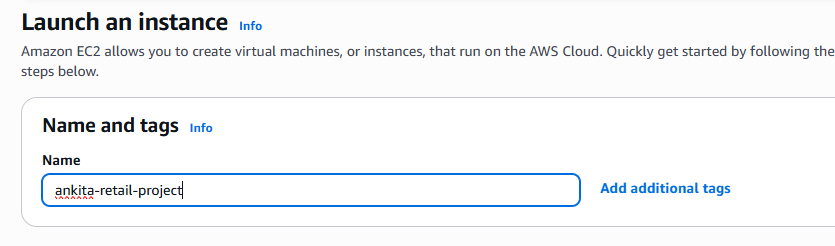 Launch an instance Info
Amazon EC2 allows you to create virtual machines, or instances, that run on the AWS Cloud. Quickly get started by following the
steps below.
Name and tags Info
Name
ankita-retail-project Add additional tags